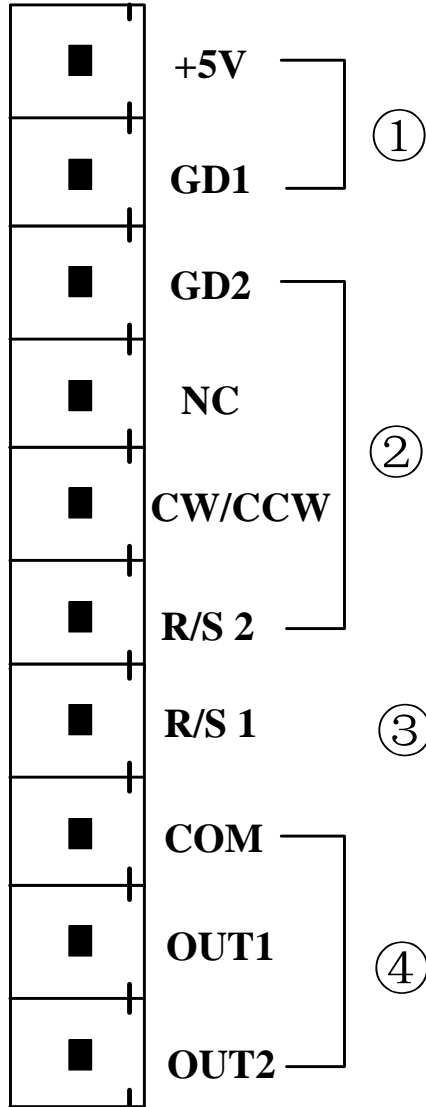 +5V
①
GD1
GD2
NC
②
CW/CCW
R/S 2
R/S 1
③
COM
OUT1
④
OUT2